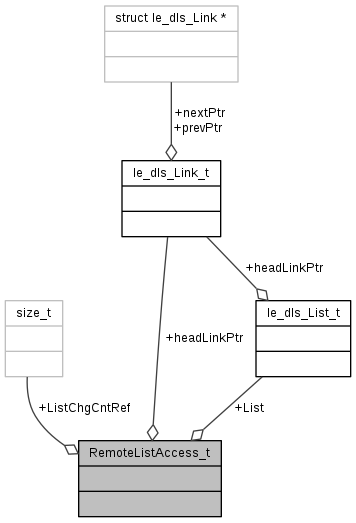 struct le_dls_Link *
+nextPtr
+prevPtr
le_dls_Link_t
+headLinkPtr
size_t
le_dls_List_t
+headLinkPtr
+ListChgCntRef
+List
RemoteListAccess_t